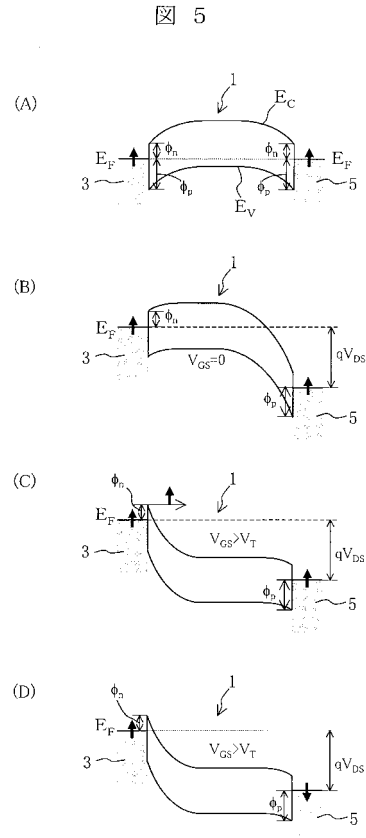 図 5
(A)
1
E_C
ϕ_n
ϕ_n
E_F
E_F
3
ϕ_p
ϕ_p
5
E_V
(B)
1
ϕ_n
E_F
3
V_GS=0
qV_DS
ϕ_p
5
(C)
ϕ_n
1
E_F
3
V_GS>V_T
qV_DS
ϕ_p
5
(D)
ϕ_n
1
E_F
3
V_GS>V_T
qV_DS
ϕ_p
5